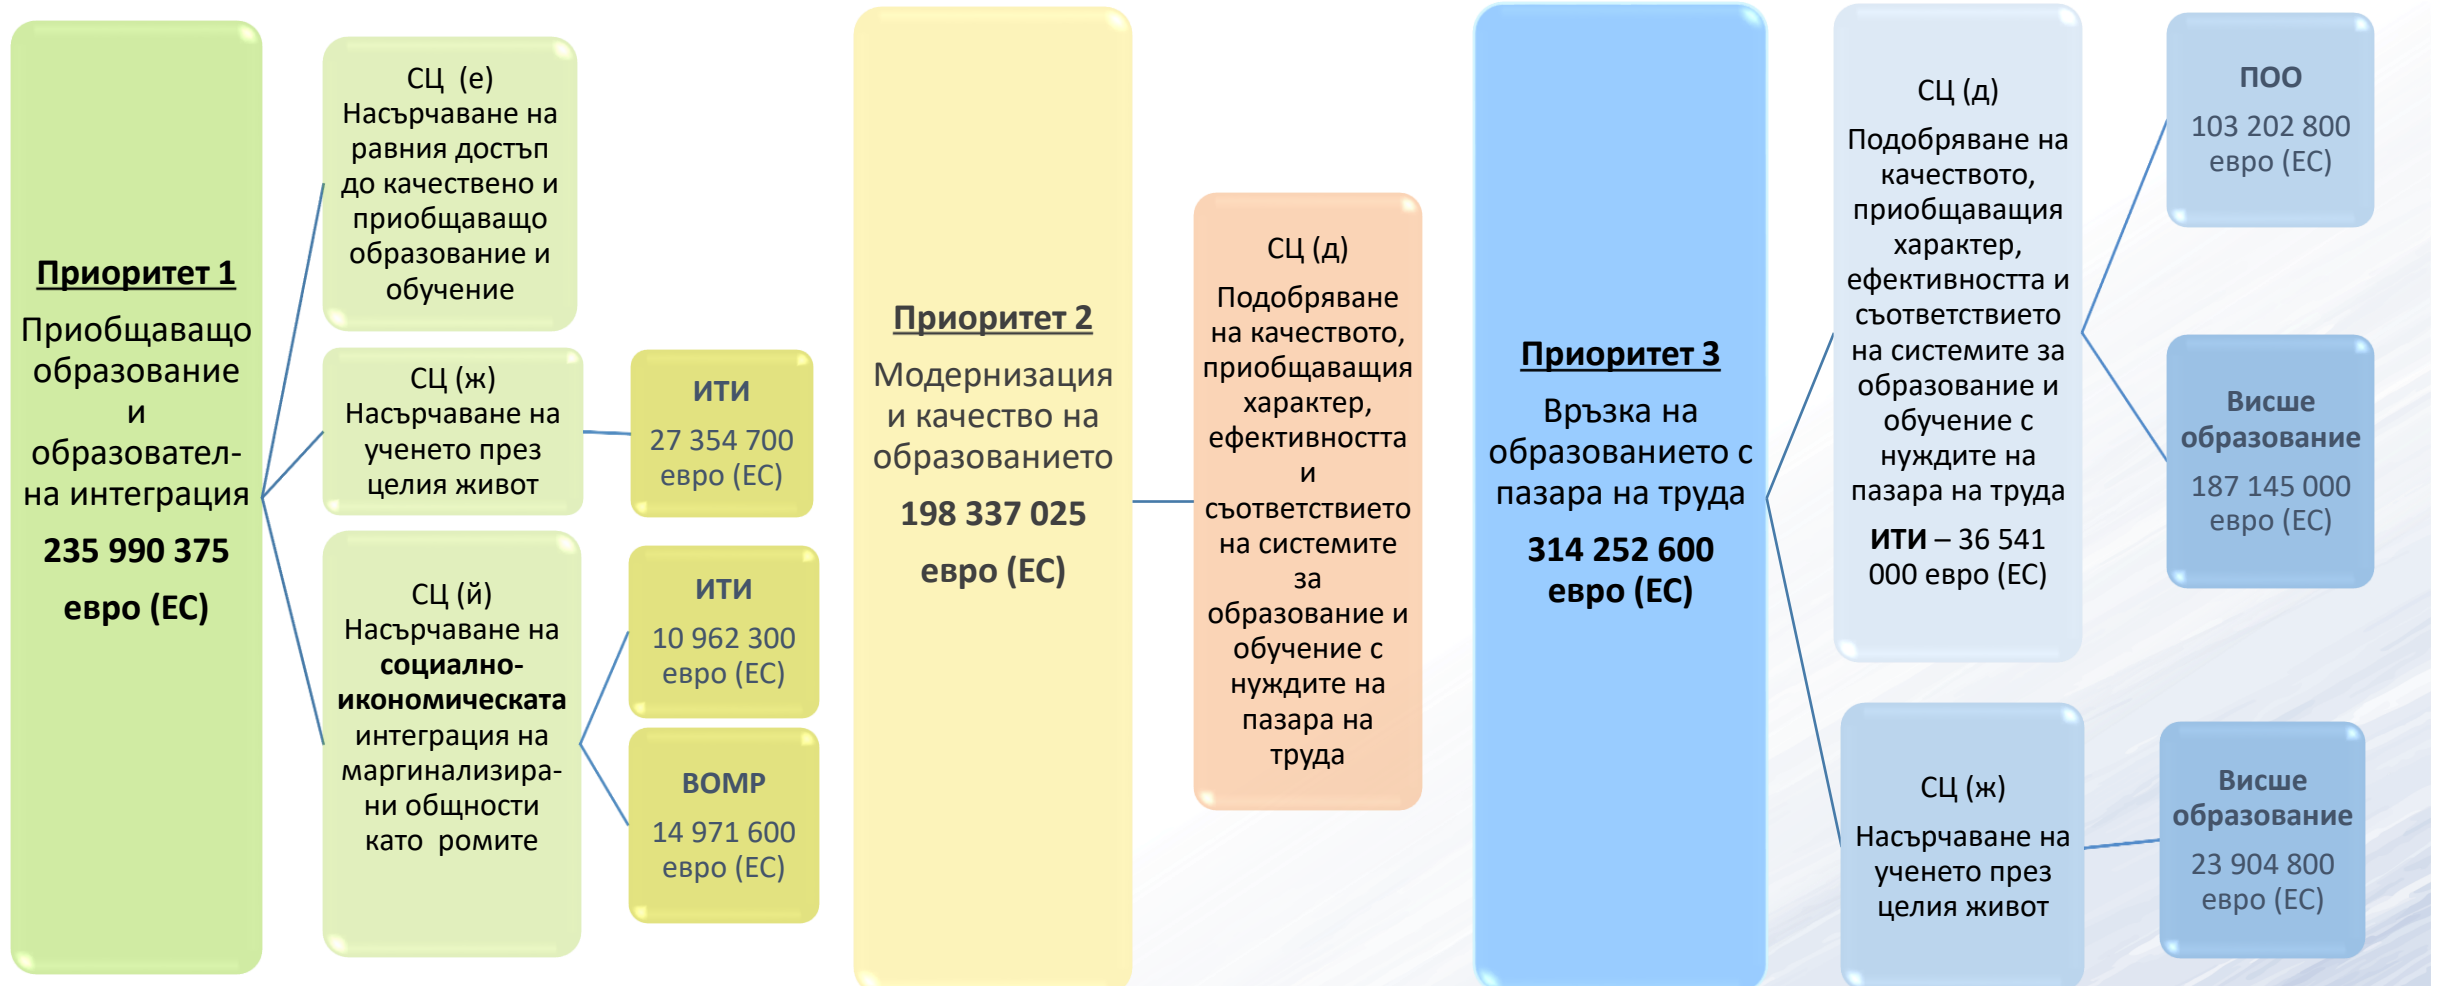 Приоритет 1
Приобщаващо
образование
и
образовател-
на интеграция
235 990 375
евро (ЕС)
СЦ (е)
Насърчаване на
равния достъп
до качествено и
приобщаващо
образование и
обучение
СЦ (ж)
Насърчаване на
ученето през
целия живот
ИТИ
27 354 700
евро (ЕС)
СЦ (й)
Насърчаване на
социално-
икономическата
интеграция на
маргинализира-
ни общности
като ромите
ИТИ
10 962 300
евро (ЕС)
ВОМР
14 971 600
евро (ЕС)
Приоритет 2
Модернизация
и качество на
образованието
198 337 025
евро (ЕС)
СЦ (д)
Подобряване
на качеството,
приобщаващия
характер,
ефективността
и
съответствието
на системите
за
образование и
обучение с
нуждите на
пазара на
труда
Приоритет 3
Връзка на
образованието с
пазара на труда
314 252 600
евро (ЕС)
СЦ (д)
Подобряване на
качеството,
приобщаващия
характер,
ефективността и
съответствието
на системите за
образование и
обучение с
нуждите на
пазара на труда
ИТИ – 36 541
000 евро (ЕС)
ПОО
103 202 800
евро (ЕС)
Висше
образование
187 145 000
евро (ЕС)
СЦ (ж)
Насърчаване на
ученето през
целия живот
Висше
образование
23 904 800
евро (ЕС)